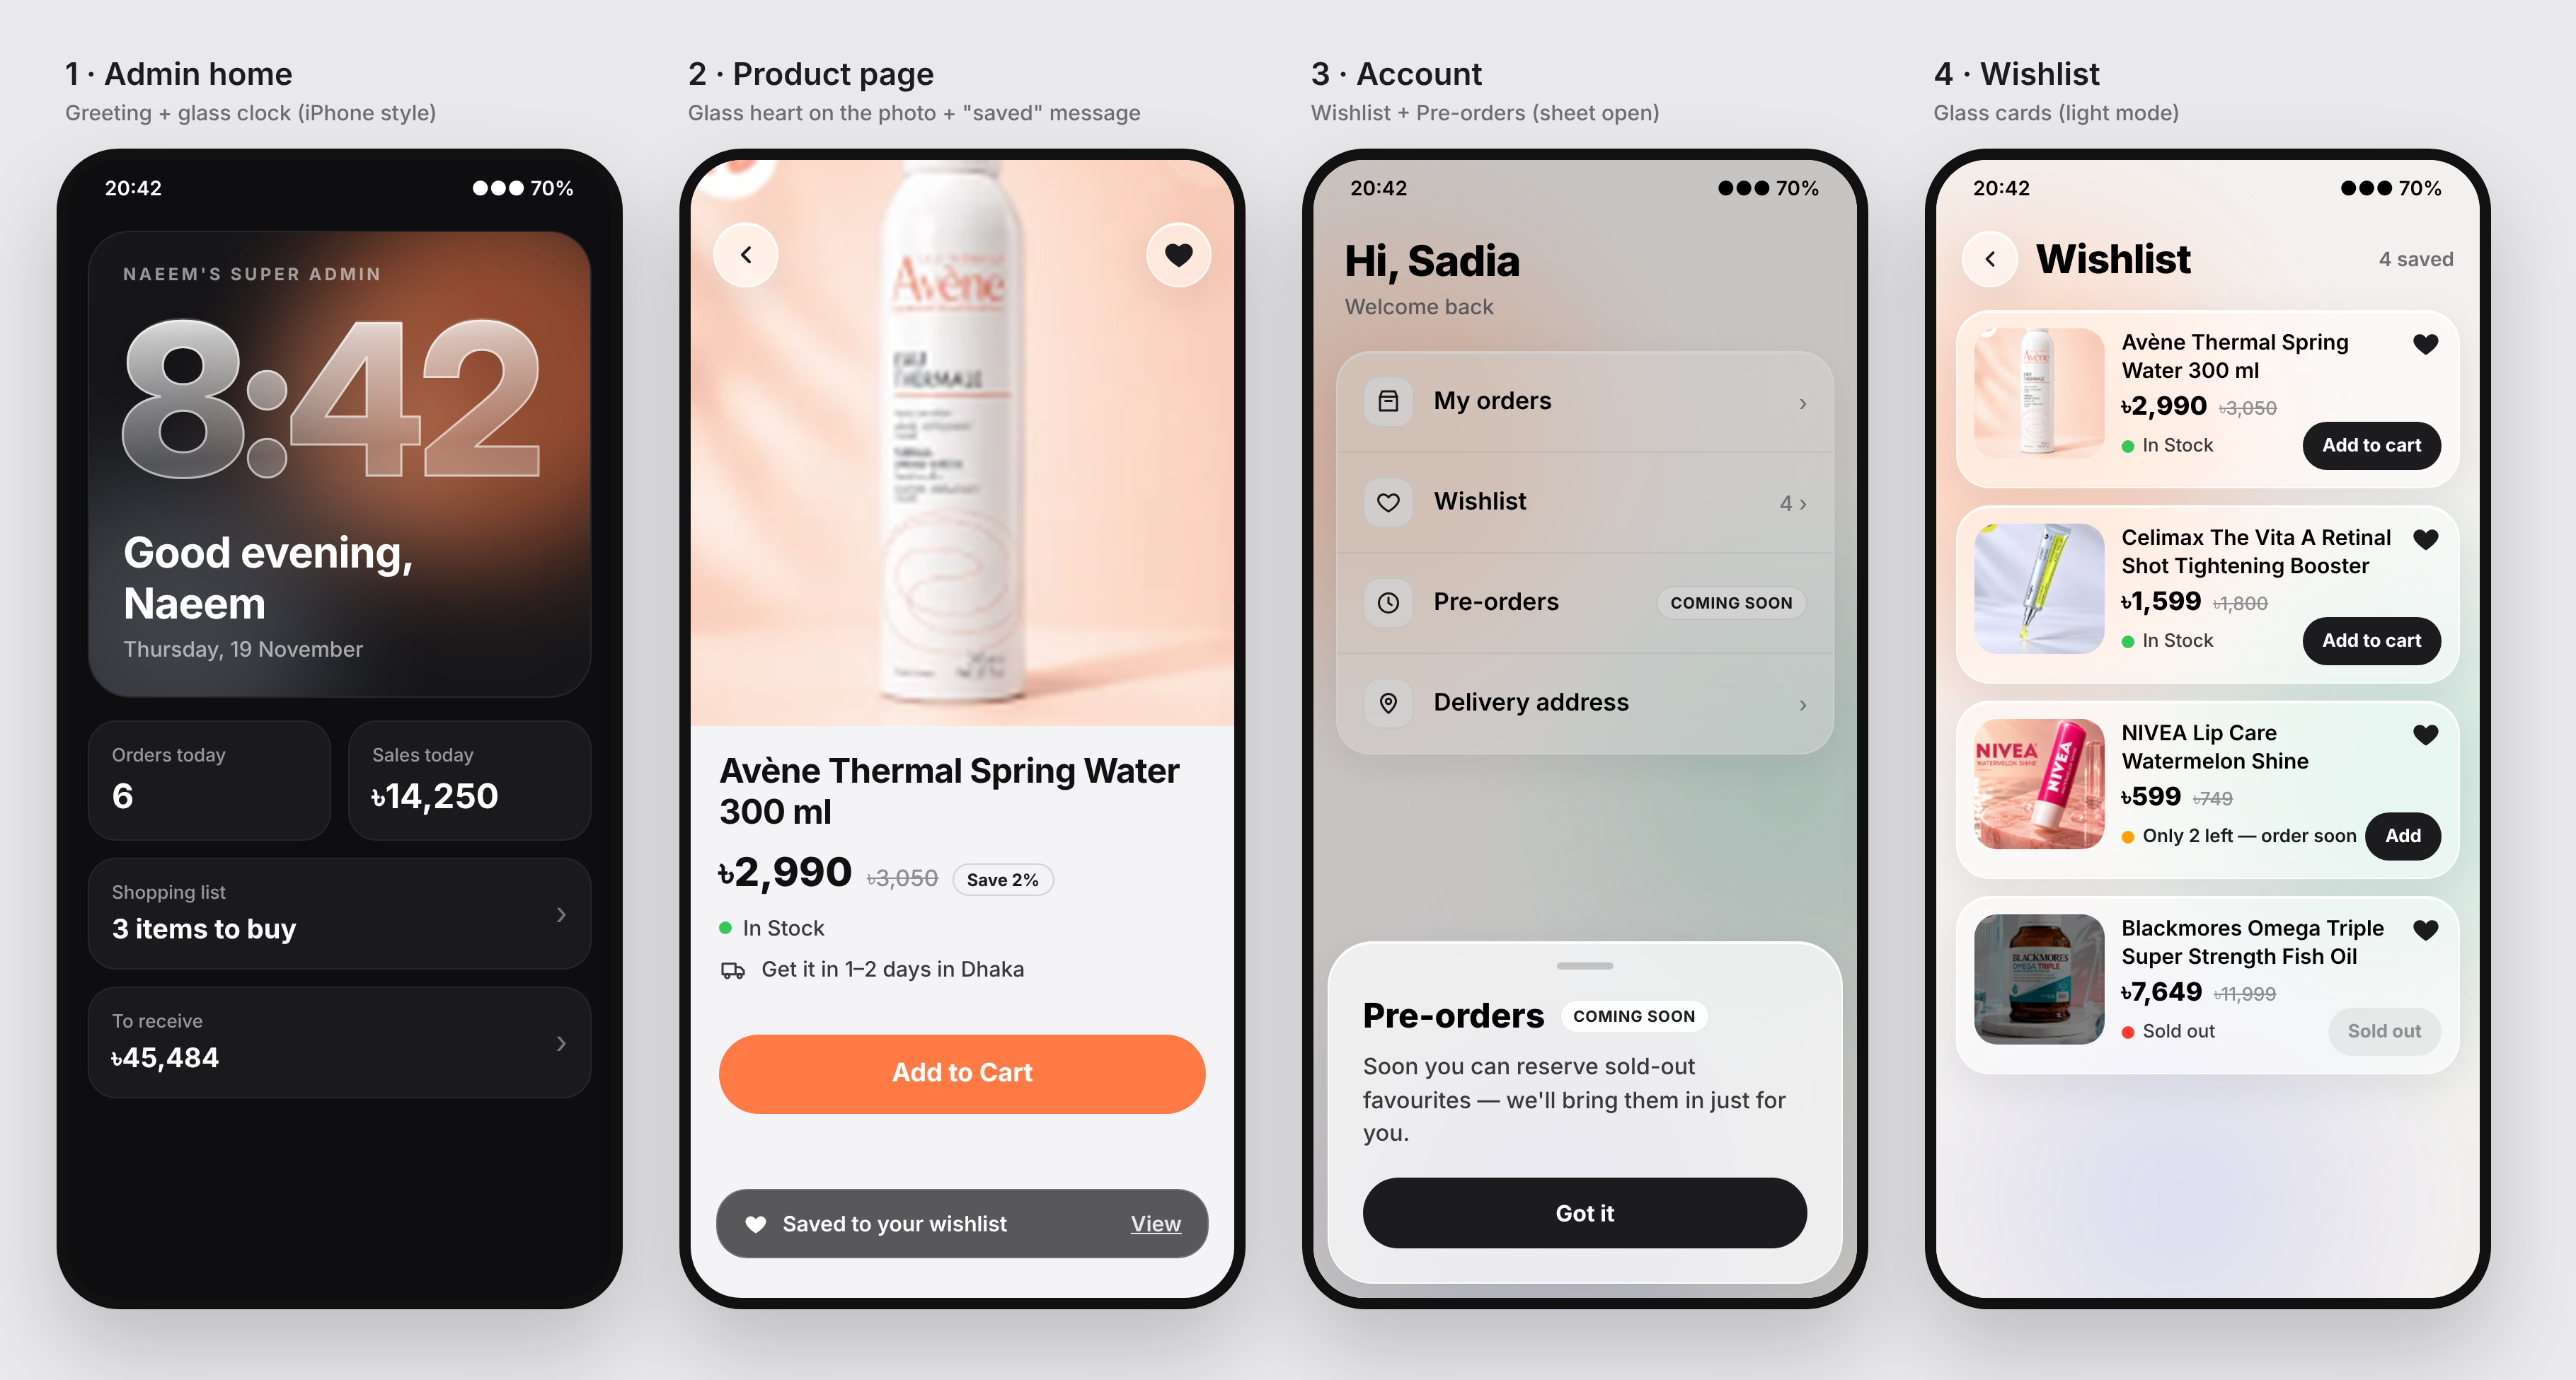 1 · Admin home
Greeting + glass clock (iPhone style)
20:42
70%
NAEEM'S SUPER ADMIN
8:42
Good evening,
Naeem
Thursday, 19 November
Orders today
6
Sales today
৳14,250
Shopping list
3 items to buy
›
To receive
৳45,484
›
2 · Product page
Glass heart on the photo + "saved" message
Avène
EAU
THERMALE
Avène Thermal Spring Water
300 ml
৳2,990 ৳3,050 Save 2%
In Stock
Get it in 1–2 days in Dhaka
Add to Cart
Saved to your wishlist View
3 · Account
Wishlist + Pre-orders (sheet open)
20:42
70%
Hi, Sadia
Welcome back
My orders ›
Wishlist 4 ›
Pre-orders COMING SOON
Delivery address ›
Pre-orders COMING SOON
Soon you can reserve sold-out
favourites — we'll bring them in just for
you.
Got it
4 · Wishlist
Glass cards (light mode)
20:42
70%
Wishlist 4 saved
Avène
Avène Thermal Spring
Water 300 ml
৳2,990 ৳3,050
In Stock Add to cart
Celimax The Vita A Retinal
Shot Tightening Booster
৳1,599 ৳1,800
In Stock Add to cart
NIVEA
WATERMELON SHINE
NIVEA
NIVEA Lip Care
Watermelon Shine
৳599 ৳749
Only 2 left — order soon Add
BLACKMORES
OMEGA TRIPLE
Blackmores Omega Triple
Super Strength Fish Oil
৳7,649 ৳11,999
Sold out Sold out